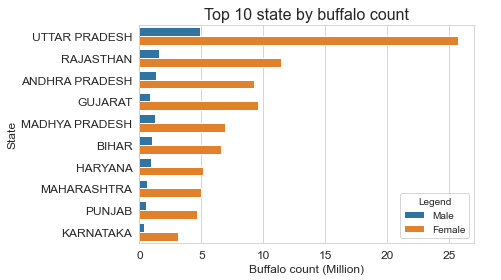 Top 10 state by buffalo count
State
UTTAR PRADESH
RAJASTHAN
ANDHRA PRADESH
GUJARAT
MADHYA PRADESH
BIHAR
HARYANA
MAHARASHTRA
PUNJAB
KARNATAKA
Legend
Male
Female
0 5 10 15 20 25
Buffalo count (Million)